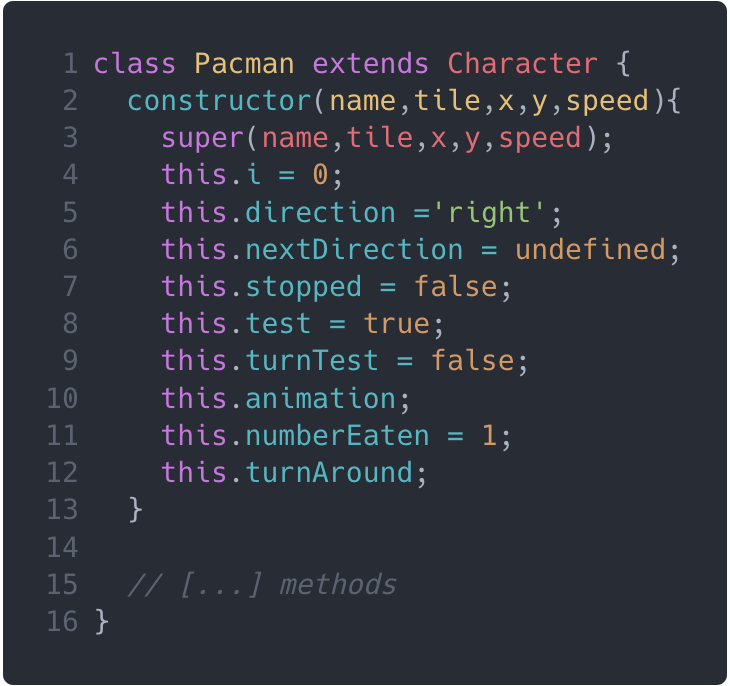 1 class Pacman extends Character {
2   constructor(name,tile,x,y,speed){
3     super(name,tile,x,y,speed);
4     this.i = 0;
5     this.direction ='right';
6     this.nextDirection = undefined;
7     this.stopped = false;
8     this.test = true;
9     this.turnTest = false;
10     this.animation;
11     this.numberEaten = 1;
12     this.turnAround;
13   }
14
15   // [...] methods
16 }